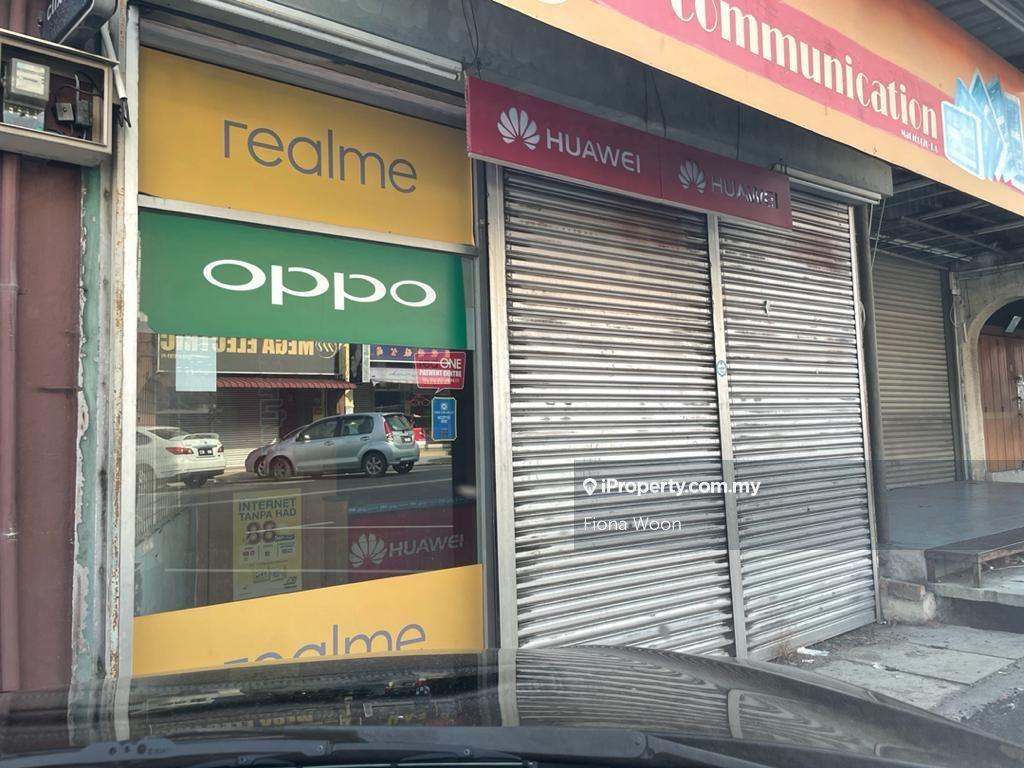 communication
realme
HUAWEI
HUAWEI
oppo
MEGA ELECTRIC
ONE
PAYMENT CENTRE
iProperty.com.my
Fiona Woon
INTERNET
TANPA HAD
88
HUAWEI
realme